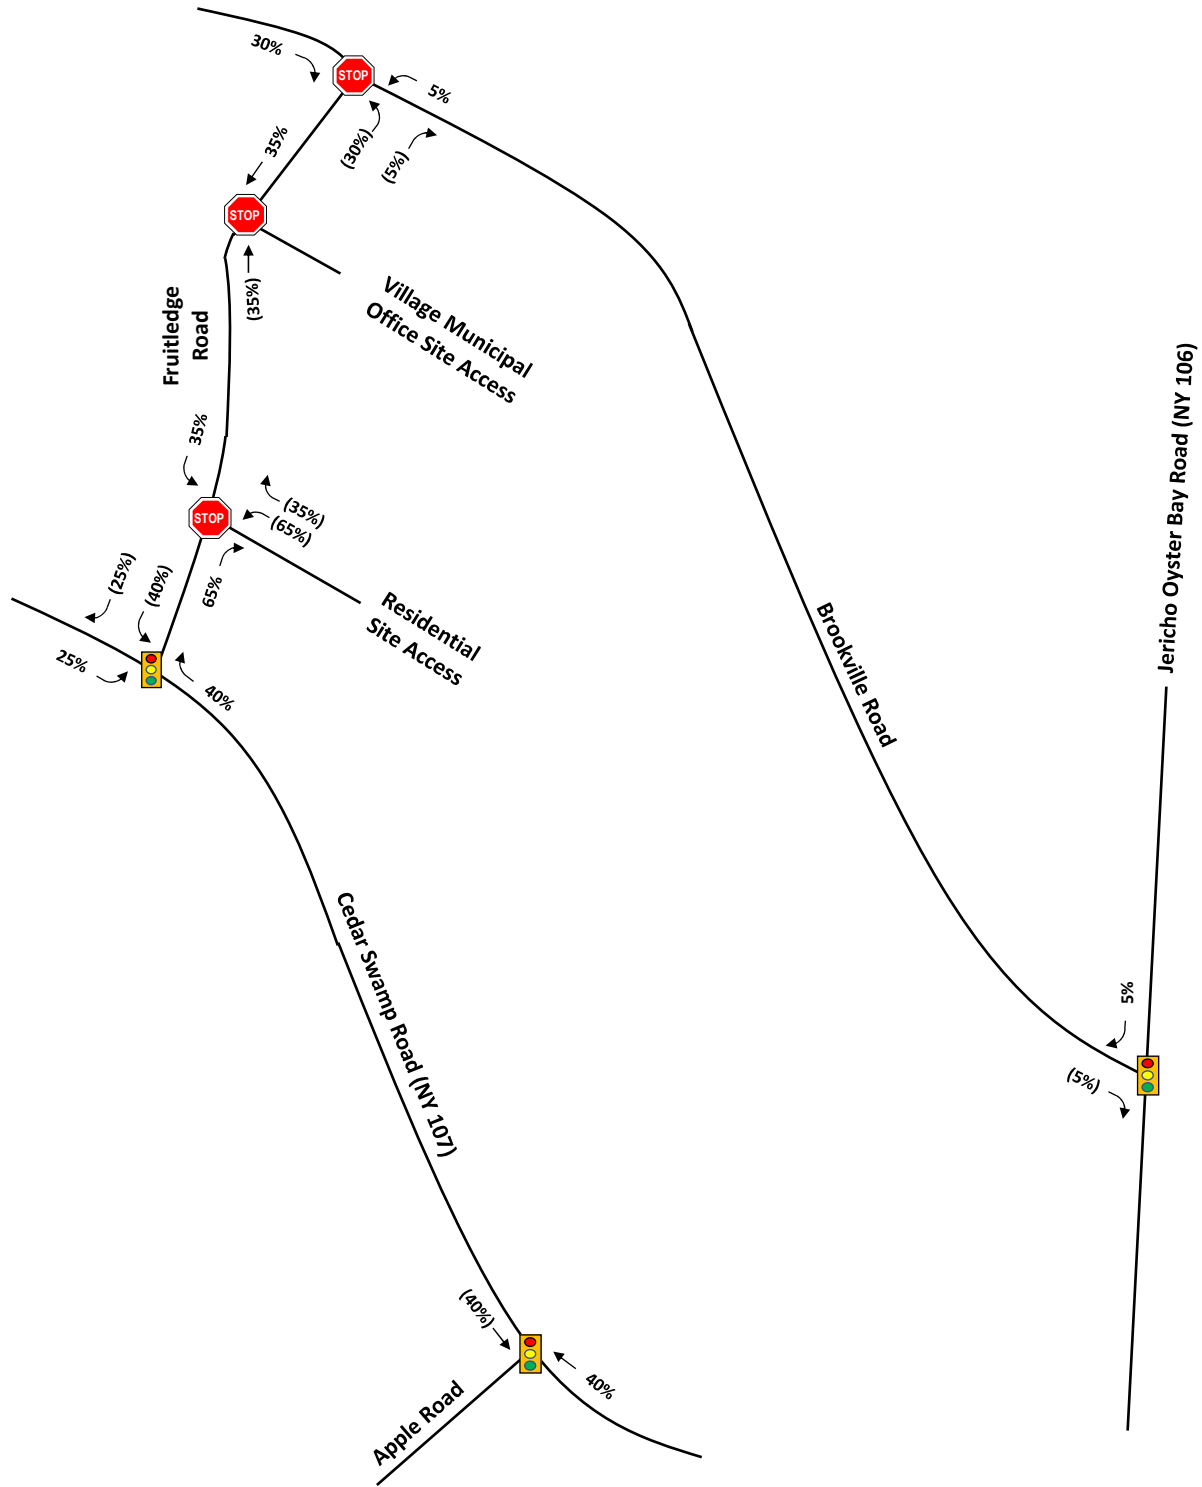 30%
STOP
5%
35%
(30%)
(5%)
STOP
(35%)
Village Municipal
Office Site Access
Fruitledge
Road
Jericho Oyster Bay Road (NY 106)
35%
(35%)
STOP
(65%)
(25%)
(40%)
65%
Residential
Site Access
25%
40%
Brookville Road
Cedar Swamp Road (NY 107)
5%
(5%)
(40%)
40%
Apple Road